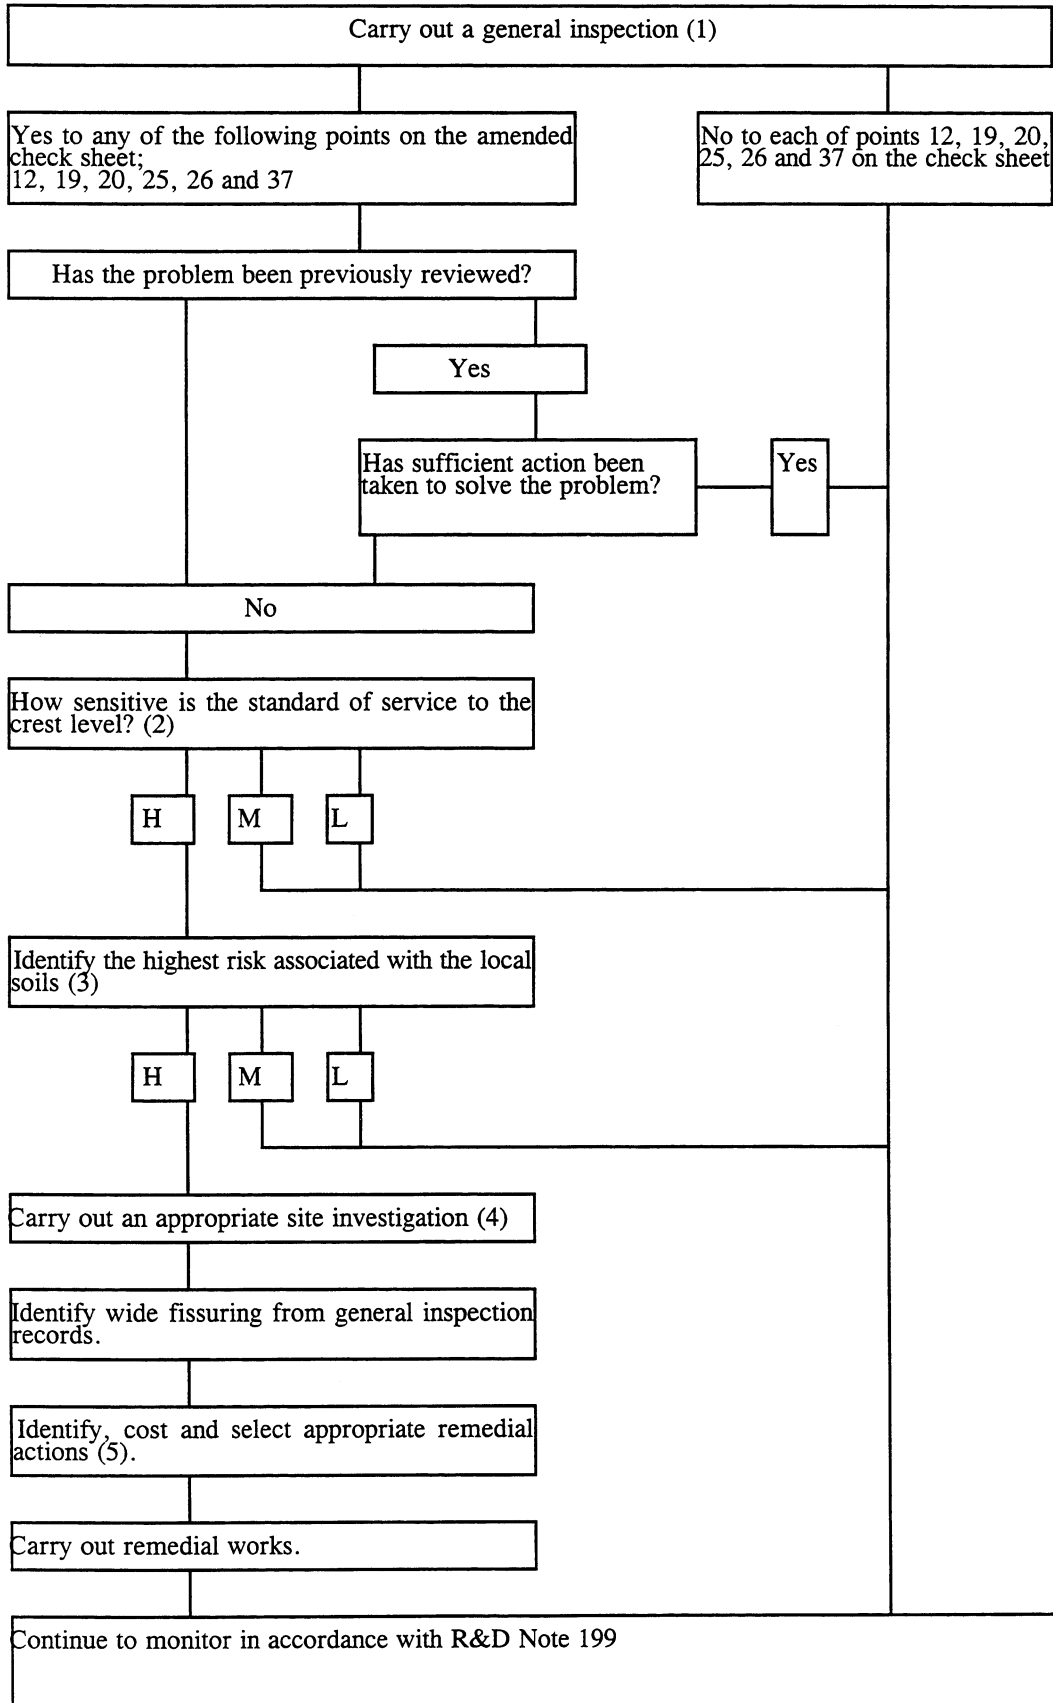 Carry out a general inspection (1)
Yes to any of the following points on the amended
check sheet;
12, 19, 20, 25, 26 and 37
No to each of points 12, 19, 20,
25, 26 and 37 on the check sheet
Has the problem been previously reviewed?
Yes
Has sufficient action been
taken to solve the problem?
Yes
No
How sensitive is the standard of service to the
crest level? (2)
H
M
L
Identify the highest risk associated with the local
soils (3)
H
M
L
Carry out an appropriate site investigation (4)
Identify wide fissuring from general inspection
records.
Identify, cost and select appropriate remedial
actions (5).
Carry out remedial works.
Continue to monitor in accordance with R&D Note 199